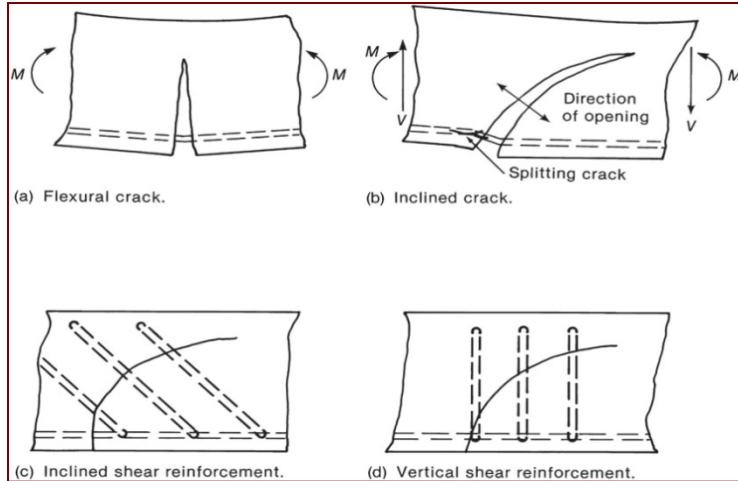 M
M
(a) Flexural crack.
M
V
Direction
of opening
M
V
Splitting crack
(b) Inclined crack.
(c) Inclined shear reinforcement.
(d) Vertical shear reinforcement.